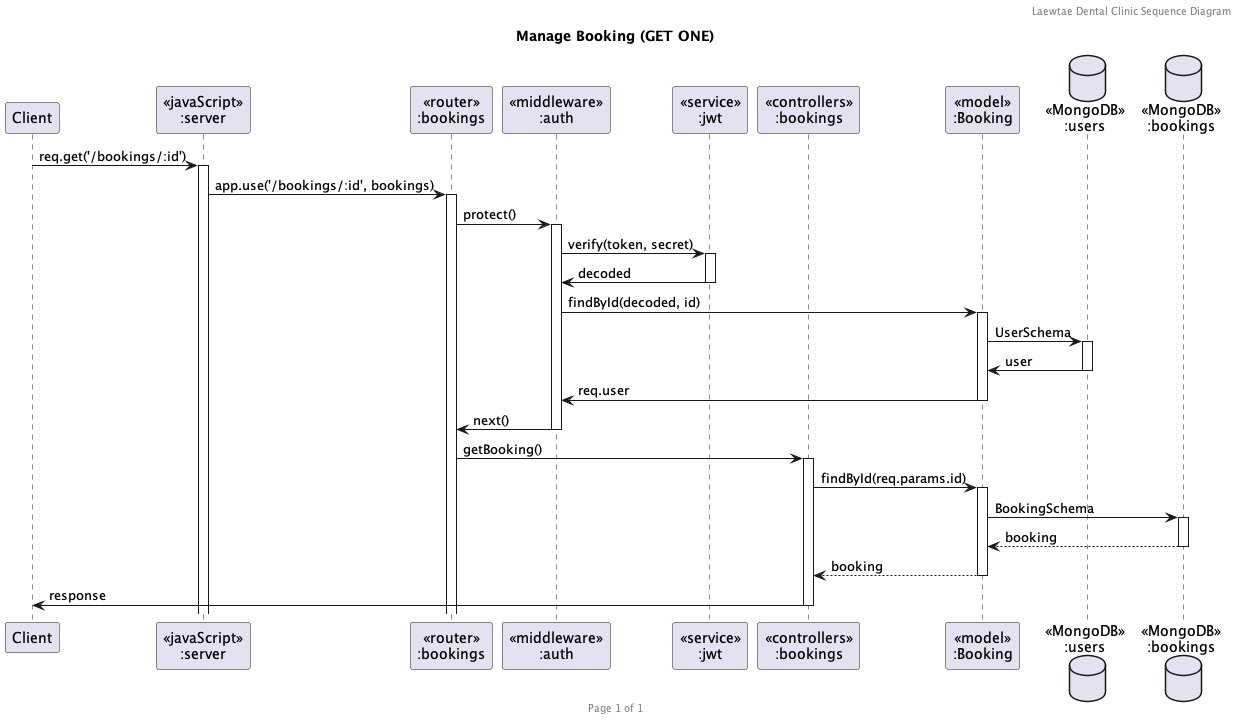 Laewtae Dental Clinic Sequence Diagram
Manage Booking (GET ONE)
Client
«javaScript»
:server
«router»
:bookings
«middleware»
:auth
«service»
:jwt
«controllers»
:bookings
«model»
:Booking
«MongoDB»
:users
«MongoDB»
:bookings
req.get('/bookings/:id')
app.use('/bookings/:id', bookings)
protect()
verify(token, secret)
decoded
findById(decoded, id)
UserSchema
user
req.user
next()
getBooking()
findById(req.params.id)
BookingSchema
booking
booking
response
Client
«javaScript»
:server
«router»
:bookings
«middleware»
:auth
«service»
:jwt
«controllers»
:bookings
«model»
:Booking
«MongoDB»
:users
«MongoDB»
:bookings
Page 1 of 1